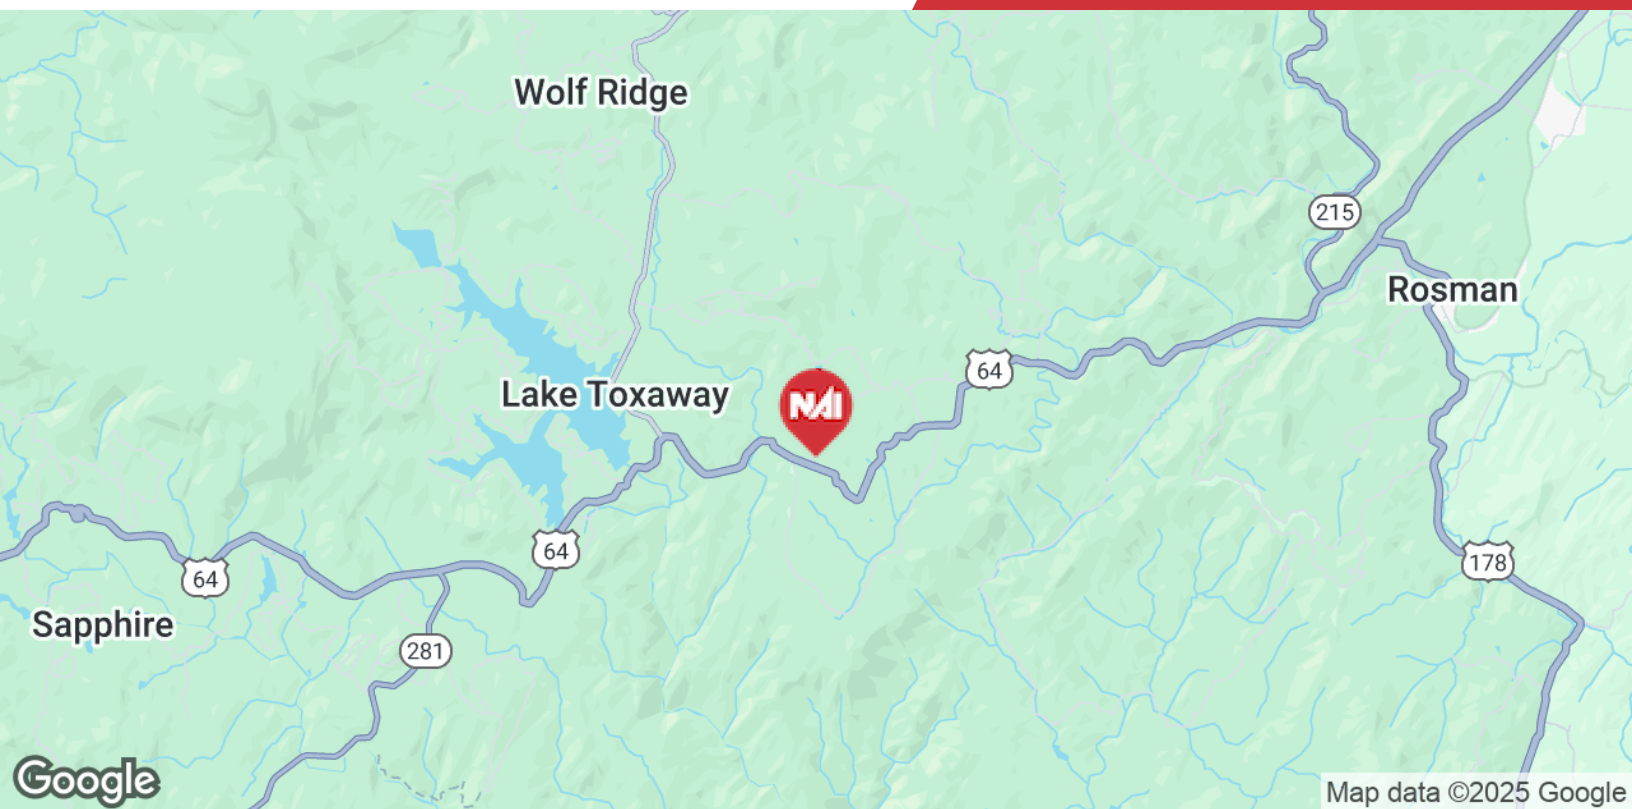 Wolf Ridge
215
Rosman
64
Lake Toxaway
NAI
64
178
64
Sapphire
281
Google
Map data ©2025 Google